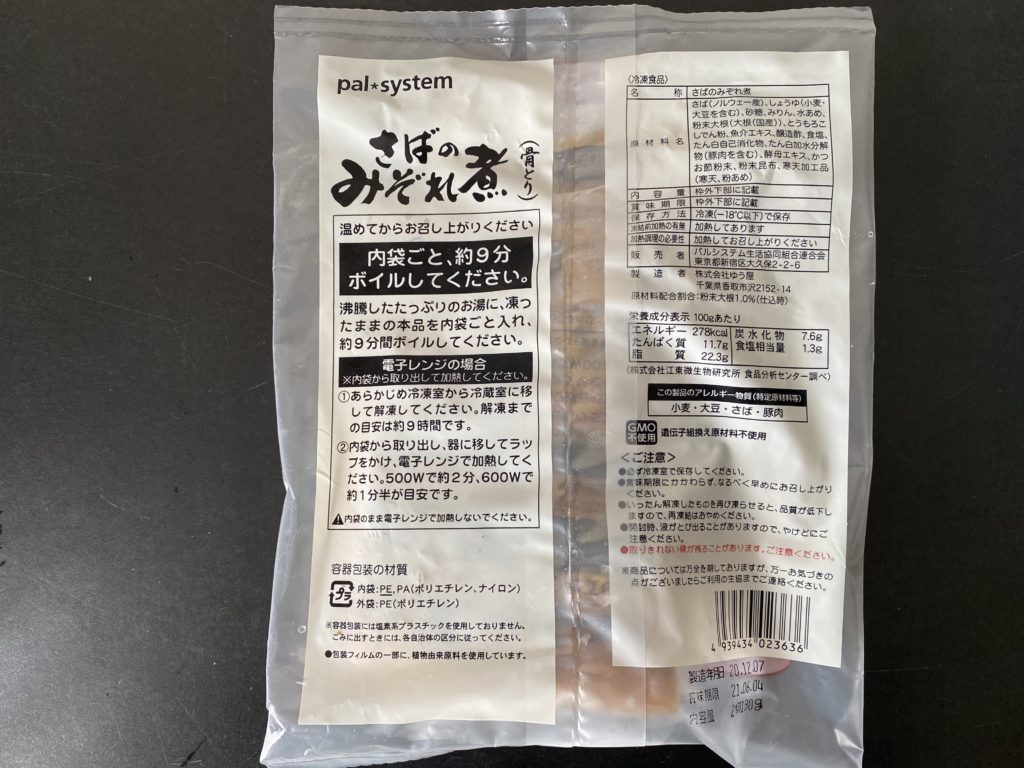 pal*system
さばの
みぞれ煮
(骨とり)
温めてからお召し上がりください
内袋ごと、約9分
ボイルしてください。
沸騰したたっぷりのお湯に、凍っ
たままの本品を内袋ごと入れ、
約9分間ボイルしてください。
電子レンジの場合
※内袋から取り出して加熱してください。
①あらかじめ冷凍室から冷蔵室に移
して解凍してください。解凍まで
の目安は約9時間です。
②内袋から取り出し、器に移してラッ
プをかけ、電子レンジで加熱してく
ださい。500Wで約2分、600Wで
約1分半が目安です。
⚠内袋のまま電子レンジで加熱しないでください。
容器包装の材質
プラ
内袋:PE,PA(ポリエチレン、ナイロン)
外袋:PE(ポリエチレン)
※容器包装には塩素系プラスチックを使用しておりません。
ごみに出すときには、各自治体の区分に従ってください。
●包装フィルムの一部に、植物由来原料を使用しています。
〈冷凍食品〉
名称 さばのみぞれ煮
原材料名 さば(ノルウェー産)、しょうゆ(小麦・
大豆を含む)、砂糖、みりん、水あめ、
粉末大根(大根(国産))、とうもろこ
しでん粉、魚介エキス、醸造酢、食塩、
たん白自己消化物、たん白加水分解
物(豚肉を含む)、酵母エキス、かつ
お節粉末、粉末昆布、寒天加工品
(寒天、粉あめ)
内容量 枠外下部に記載
賞味期限 枠外下部に記載
保存方法 冷凍(-18℃以下)で保存
凍結前加熱の有無 加熱してあります
加熱調理の必要性 加熱してお召し上がりください
販売者 パルシステム生活協同組合連合会
東京都新宿区大久保2-2-6
製造者 株式会社ゆう屋
千葉県香取市沢2152-14
原材料配合割合:粉末大根1.0%(仕込時)
栄養成分表示 100gあたり
エネルギー 278kcal 炭水化物 7.6g
たんぱく質 11.7g 食塩相当量 1.3g
脂質 22.3g
(株式会社江東微生物研究所 食品分析センター調べ)
この製品のアレルギー物質(特定原材料等)
小麦・大豆・さば・豚肉
GMO
不使用
遺伝子組換え原材料不使用
<ご注意>
●必ず冷凍室で保存してください。
●賞味期限にかかわらず、なるべく早めにお召し上がり
ください。
●いったん解凍したものを再び凍らせると、品質が低下し
ますので、再凍結はおやめください。
●開封時、液がとび出ることがありますので、やけどにご
注意ください。
●取りきれない骨が残ることがあります。ご注意ください。
※商品については万全を期しておりますが、万一お気づきの
点がございましたらご利用の生協までご連絡ください。
4 939434 023636
製造年月日 20.12.07
賞味期限 21.06.04
内容量